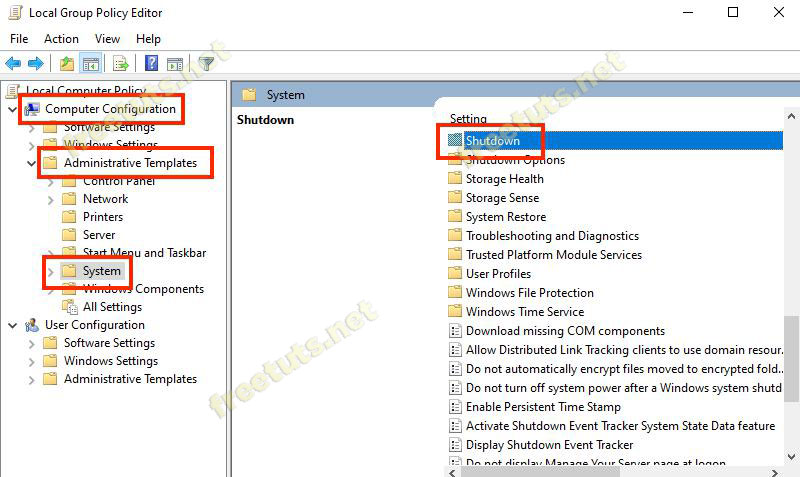 Local Group Policy Editor
File Action View Help
Local Computer Policy
Computer Configuration
Software Settings
Windows Settings
Administrative Templates
Control Panel
Network
Printers
Server
Start Menu and Taskbar
System
Windows Components
All Settings
User Configuration
Software Settings
Windows Settings
Administrative Templates
System
Shutdown
Setting
Shutdown
Shutdown Options
Storage Health
Storage Sense
System Restore
Troubleshooting and Diagnostics
Trusted Platform Module Services
User Profiles
Windows File Protection
Windows Time Service
Download missing COM components
Allow Distributed Link Tracking clients to use domain resour...
Do not automatically encrypt files moved to encrypted fold...
Do not turn off system power after a Windows system shutd
Enable Persistent Time Stamp
Activate Shutdown Event Tracker System State Data feature
Display Shutdown Event Tracker
Do not display Manage Your Server page at logon
freetuts.net
freetuts.net
freetuts.net